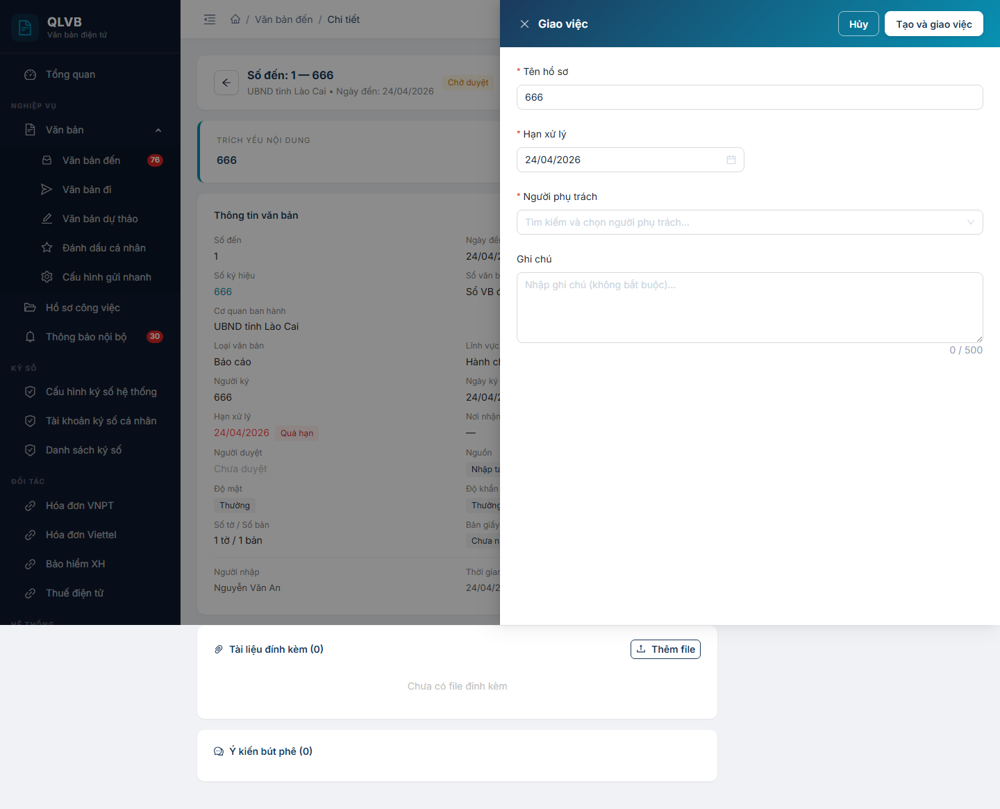 QLVB
Văn bản điện tử
Tổng quan
NGHIỆP VỤ
Văn bản
Văn bản đến 76
Văn bản đi
Văn bản dự thảo
Đánh dấu cá nhân
Cấu hình gửi nhanh
Hồ sơ công việc
Thông báo nội bộ 30
KÝ SỐ
Cấu hình ký số hệ thống
Tài khoản ký số cá nhân
Danh sách ký số
ĐỐI TÁC
Hóa đơn VNPT
Hóa đơn Viettel
Bảo hiểm XH
Thuế điện tử
HỆ THỐNG
/ Văn bản đến / Chi tiết
Số đến: 1 — 666
UBND tỉnh Lào Cai • Ngày đến: 24/04/2026
Chờ duyệt
TRÍCH YẾU NỘI DUNG
666
Thông tin văn bản
Số đến
1
Ngày đến
24/04/2
Số ký hiệu
666
Số văn b
Sổ VB đ
Cơ quan ban hành
UBND tỉnh Lào Cai
Loại văn bản
Báo cáo
Lĩnh vực
Hành ch
Người ký
666
Ngày ký
24/04/2
Hạn xử lý
24/04/2026 Quá hạn
Nơi nhận
—
Người duyệt
Chưa duyệt
Nguồn
Nhập ta
Độ mật
Thường
Độ khẩn
Thường
Số tờ / Số bản
1 tờ / 1 bản
Bản giấy
Chưa n
Người nhập
Nguyễn Văn An
Thời gian
24/04/2
Tài liệu đính kèm (0)
Thêm file
Chưa có file đính kèm
Ý kiến bút phê (0)
Giao việc
Hủy
Tạo và giao việc
* Tên hồ sơ
666
* Hạn xử lý
24/04/2026
* Người phụ trách
Tìm kiếm và chọn người phụ trách...
Ghi chú
Nhập ghi chú (không bắt buộc)...
0 / 500